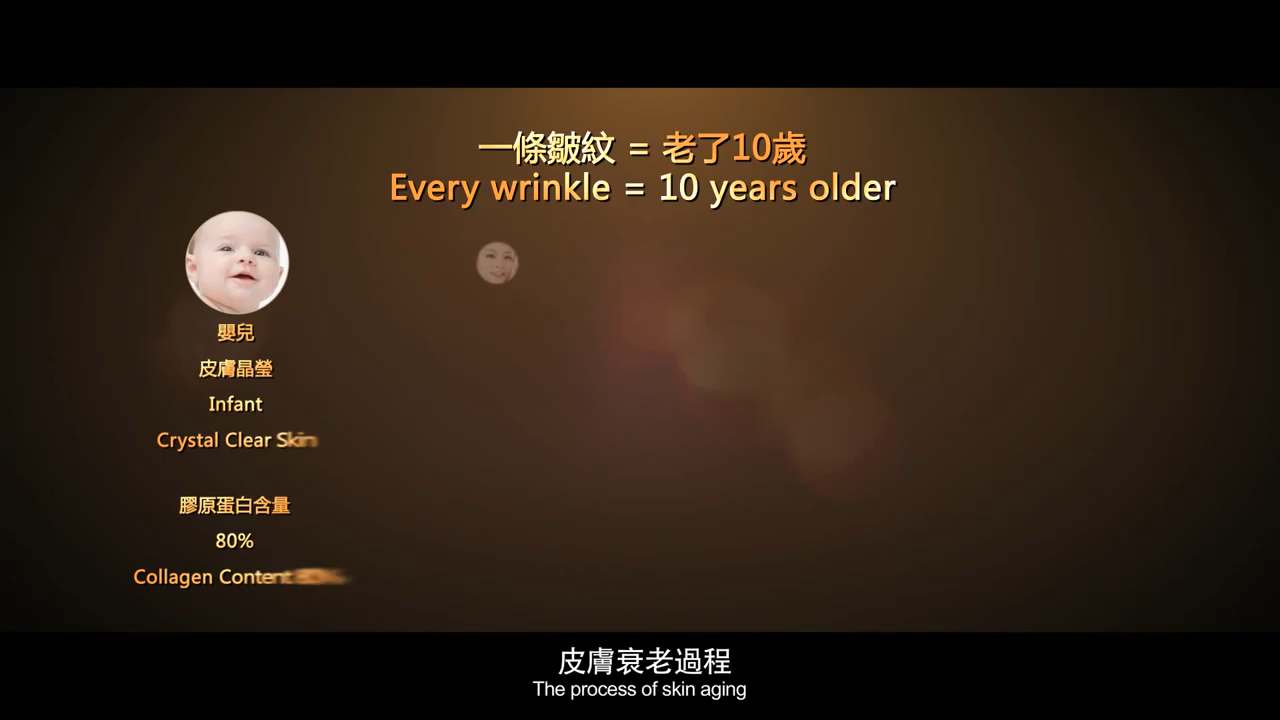 一條皺紋 = 老了10歲
Every wrinkle = 10 years older
嬰兒
皮膚晶瑩
Infant
Crystal Clear Skin
膠原蛋白含量
80%
Collagen Content
皮膚衰老過程
The process of skin aging